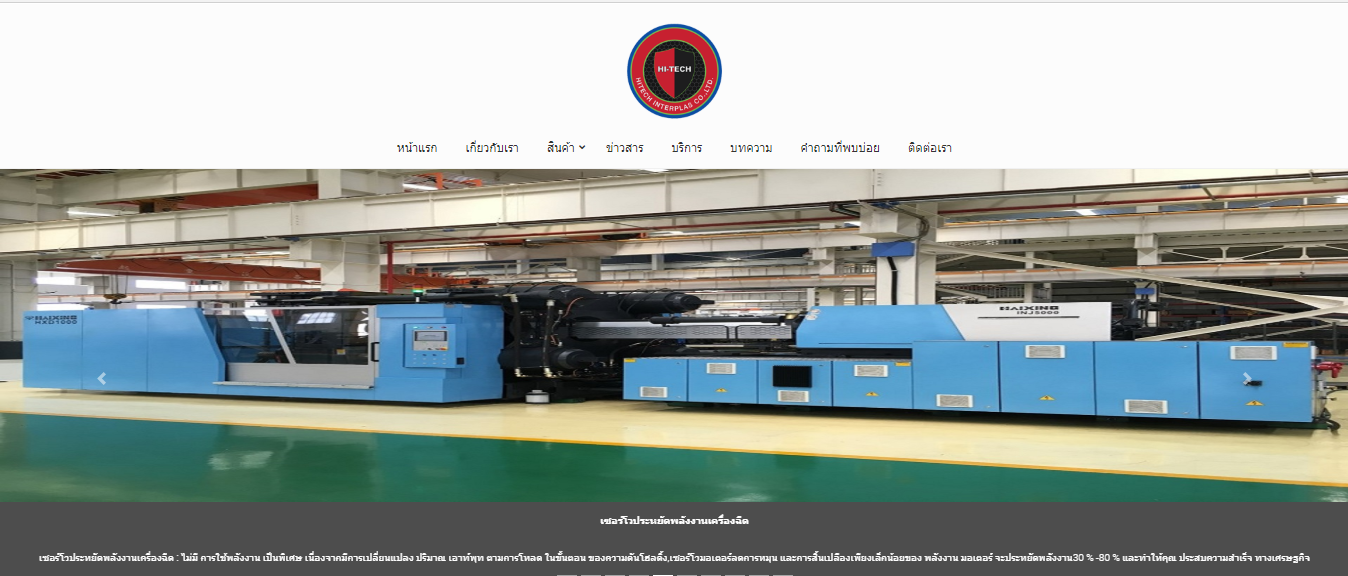 HI-TECH
HITECH INTERPLAS CO.,LTD.
หน้าแรก เกี่ยวกับเรา สินค้า ข่าวสาร บริการ บทความ คำถามที่พบบ่อย ติดต่อเรา
HAIXING
HXD1000
HAIXING
INJ5000
เซอร์โวประหยัดพลังงานเครื่องฉีด
เซอร์โวประหยัดพลังงานเครื่องฉีด : ไม่มี การใช้พลังงาน เป็นพิเศษ เนื่องจากมีการเปลี่ยนแปลง ปริมาณ เอาท์พุท ตามการโหลด ในขั้นตอน ของความดันโฮลดิ้ง,เซอร์โวมอเตอร์ลดการหมุน และการสิ้นเปลืองเพียงเล็กน้อยของ พลังงาน มอเตอร์ จะประหยัดพลังงาน30 % -80 % และทำให้คุณ ประสบความสำเร็จ ทางเศรษฐกิจ